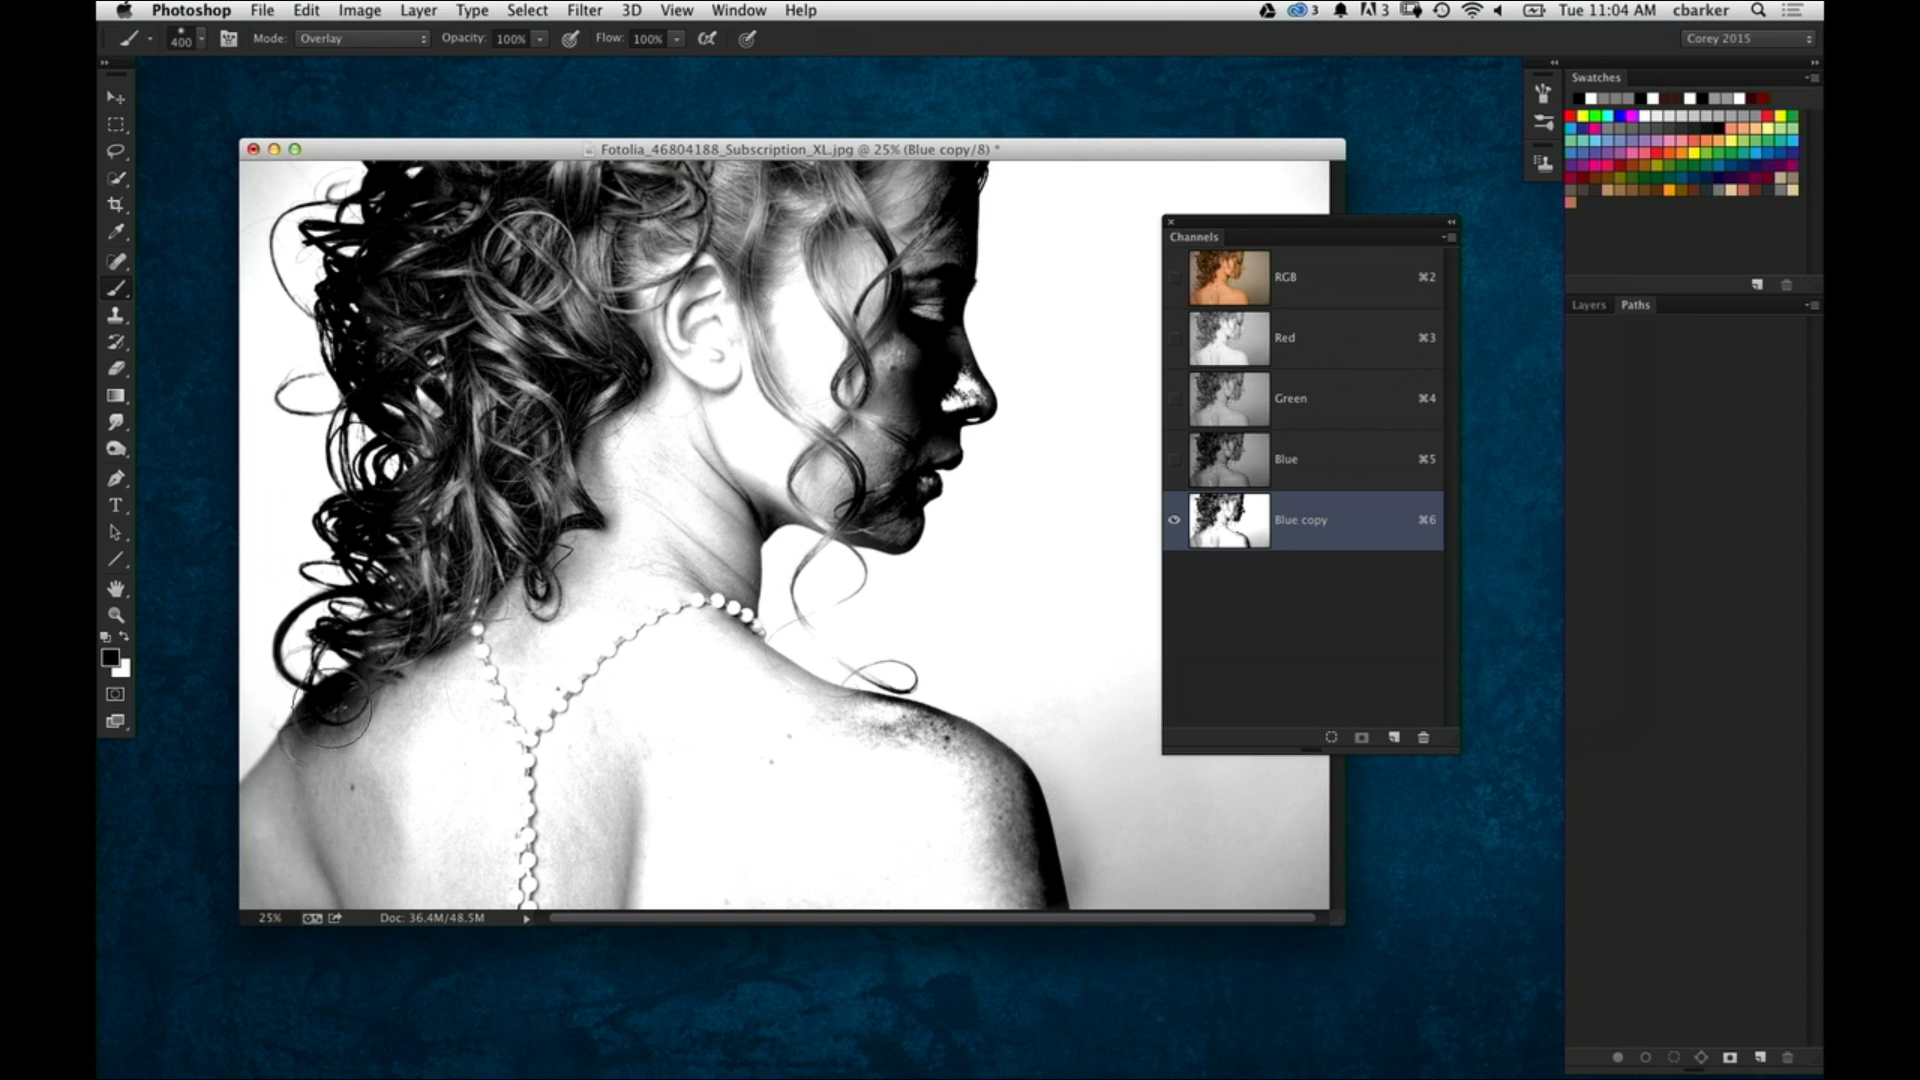 Photoshop File Edit Image Layer Type Select Filter 3D View Window Help 3 3 Tue 11:04 AM cbarker
400 Mode: Overlay Opacity: 100% Flow: 100% Corey 2015
Swatches
Fotolia_46804188_Subscription_XL.jpg @ 25% (Blue copy/8) *
Channels
RGB ⌘2
Layers Paths
Red ⌘3
Green ⌘4
Blue ⌘5
Blue copy ⌘6
25% Doc: 36.4M/48.5M